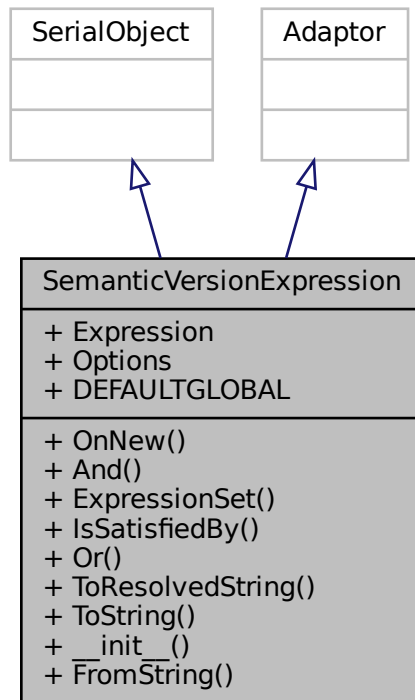 SerialObject
Adaptor
SemanticVersionExpression
+ Expression
+ Options
+ DEFAULTGLOBAL
+ OnNew()
+ And()
+ ExpressionSet()
+ IsSatisfiedBy()
+ Or()
+ ToResolvedString()
+ ToString()
+ __init__()
+ FromString()